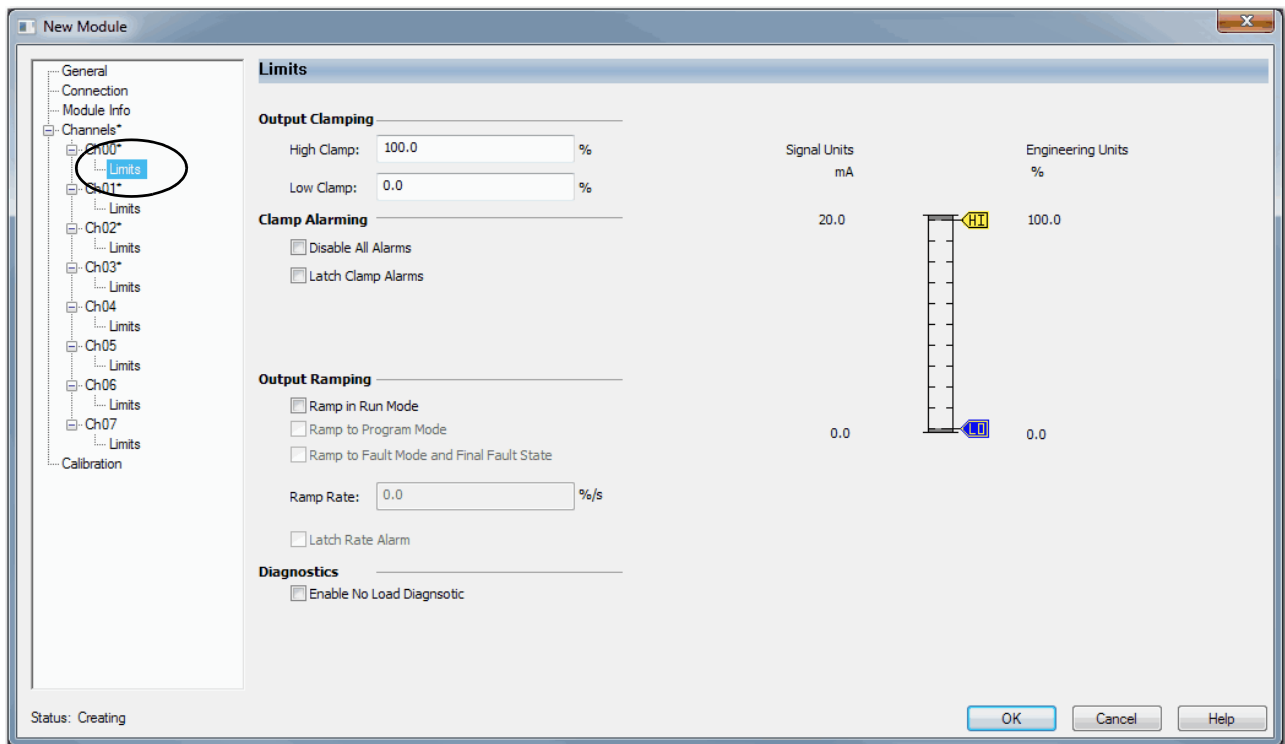 New Module
General
Connection
Module Info
Channels*
Ch00*
Limits
Ch01*
Limits
Ch02*
Limits
Ch03*
Limits
Ch04
Limits
Ch05
Limits
Ch06
Limits
Ch07
Limits
Calibration
Limits
Output Clamping
High Clamp: 100.0 %
Low Clamp: 0.0 %
Clamp Alarming
Disable All Alarms
Latch Clamp Alarms
Output Ramping
Ramp in Run Mode
Ramp to Program Mode
Ramp to Fault Mode and Final Fault State
Ramp Rate: 0.0 %/s
Latch Rate Alarm
Diagnostics
Enable No Load Diagnsotic
Signal Units Engineering Units
mA %
20.0 HI 100.0
0.0 LO 0.0
Status: Creating
OK Cancel Help